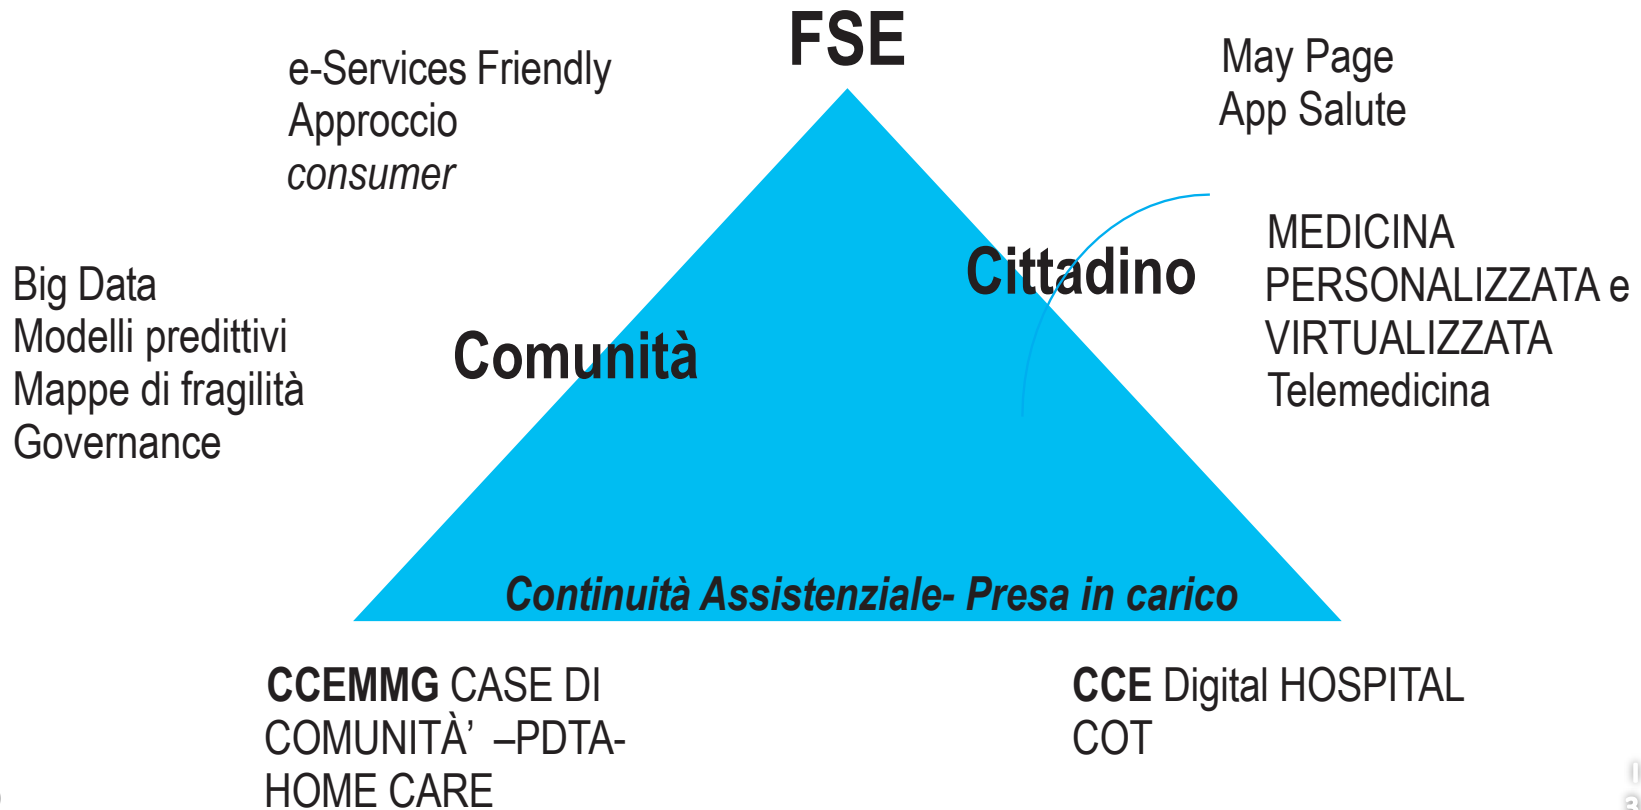 FSE
e-Services Friendly
Approccio
consumer
May Page
App Salute
Big Data
Modelli predittivi
Mappe di fragilità
Governance
Comunità
Cittadino
MEDICINA
PERSONALIZZATA e
VIRTUALIZZATA
Telemedicina
Continuità Assistenziale- Presa in carico
CCEMMG CASE DI
COMUNITÀ’ –PDTA-
HOME CARE
CCE Digital HOSPITAL
COT